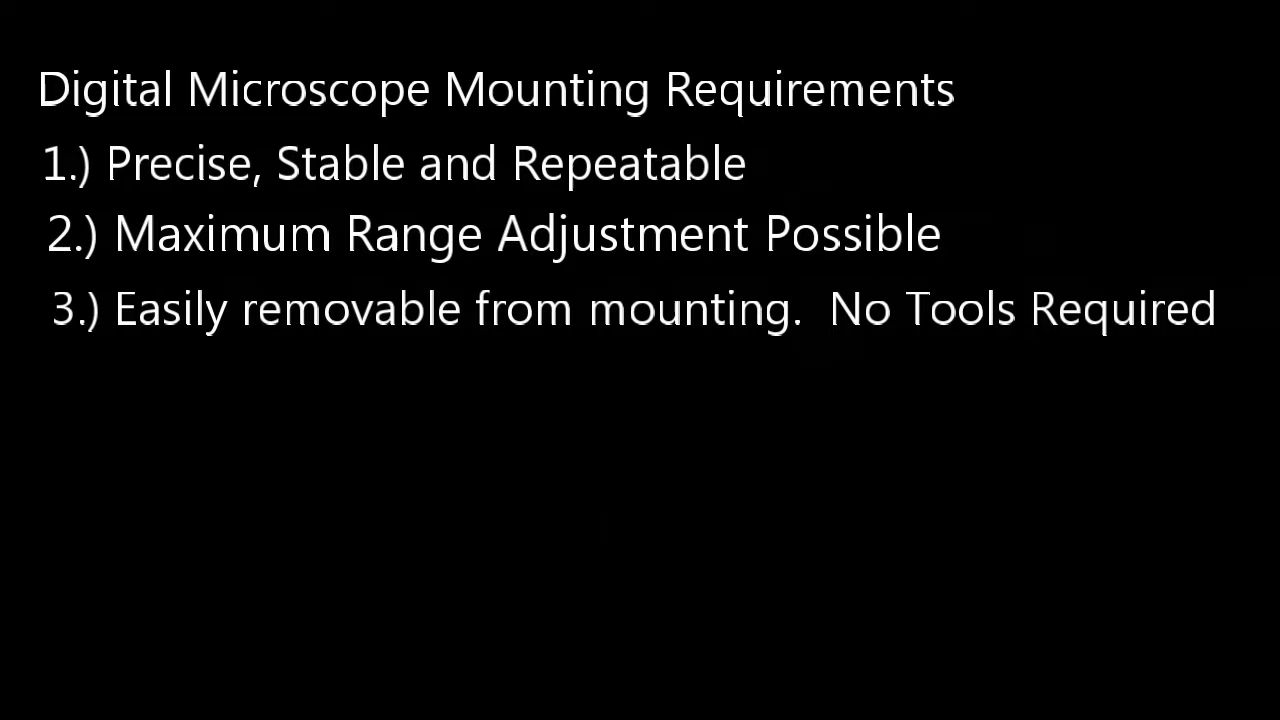 Digital Microscope Mounting Requirements
1.) Precise, Stable and Repeatable
2.) Maximum Range Adjustment Possible
3.) Easily removable from mounting.  No Tools Required